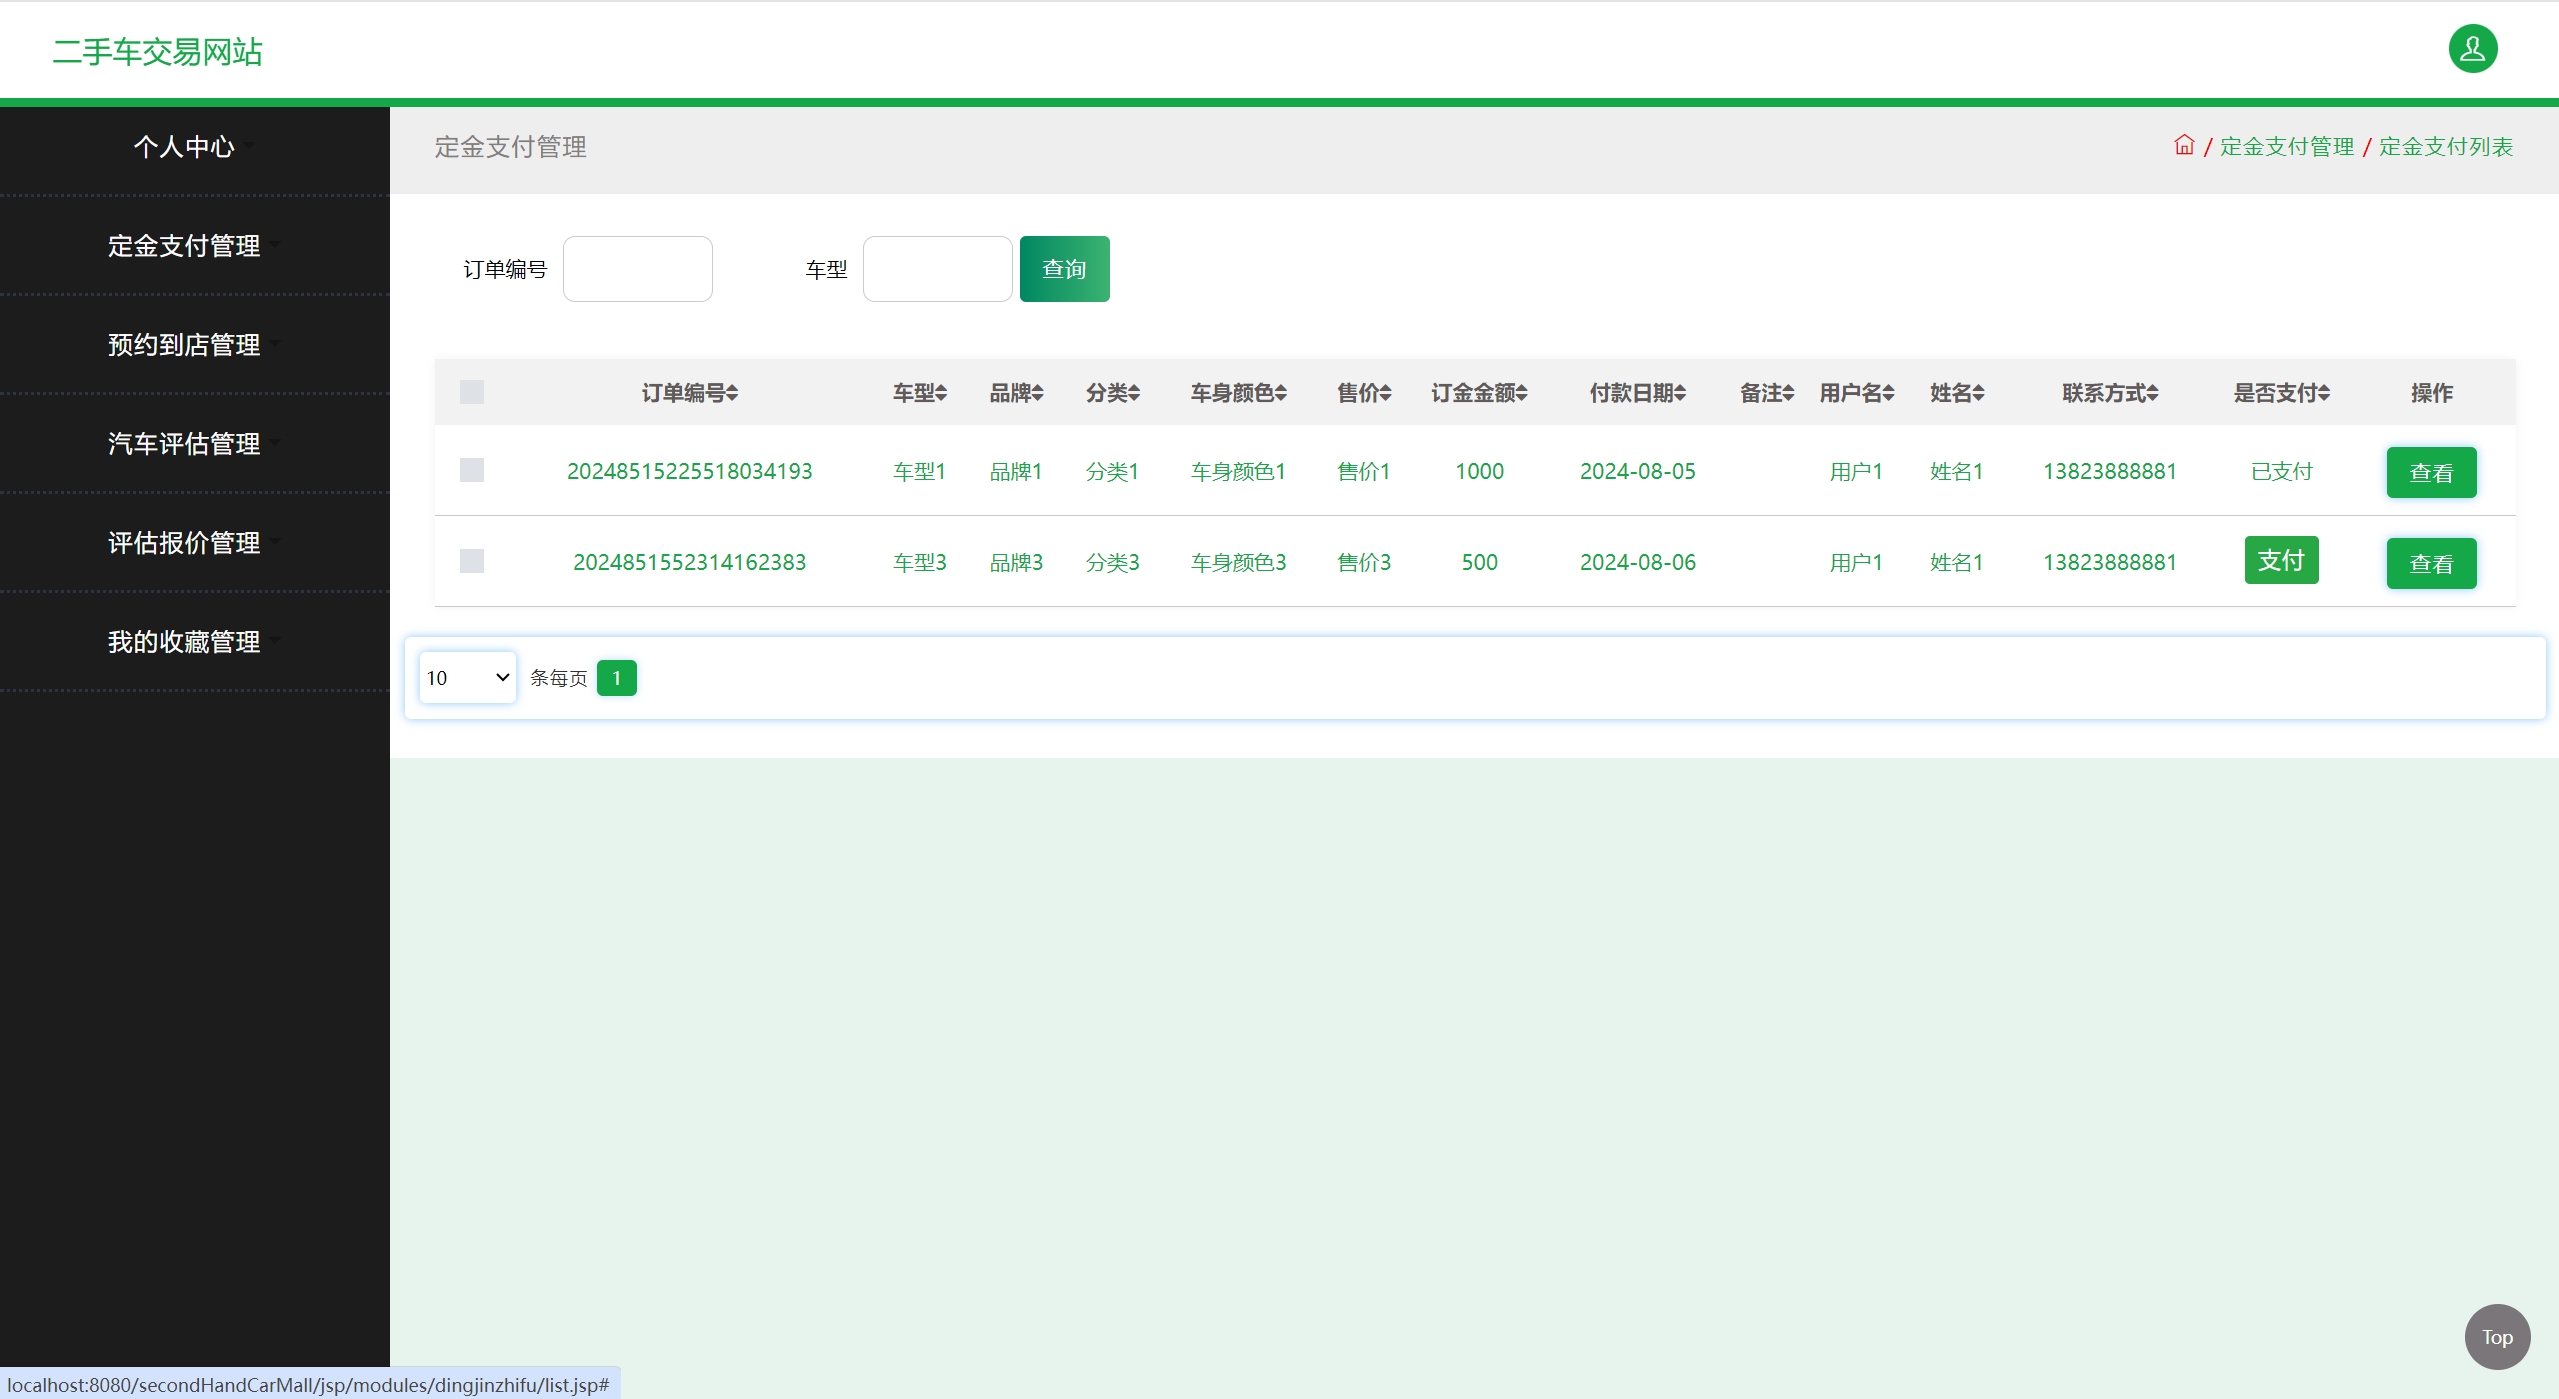 二手车交易网站
个人中心
定金支付管理
预约到店管理
汽车评估管理
评估报价管理
我的收藏管理
定金支付管理
/ 定金支付管理 / 定金支付列表
订单编号 车型 查询
订单编号 车型 品牌 分类 车身颜色 售价 订金金额 付款日期 备注 用户名 姓名 联系方式 是否支付 操作
20248515225518034193 车型1 品牌1 分类1 车身颜色1 售价1 1000 2024-08-05 用户1 姓名1 13823888881 已支付 查看
2024851552314162383 车型3 品牌3 分类3 车身颜色3 售价3 500 2024-08-06 用户1 姓名1 13823888881 支付 查看
10 条每页 1
Top
localhost:8080/secondHandCarMall/jsp/modules/dingjinzhifu/list.jsp#